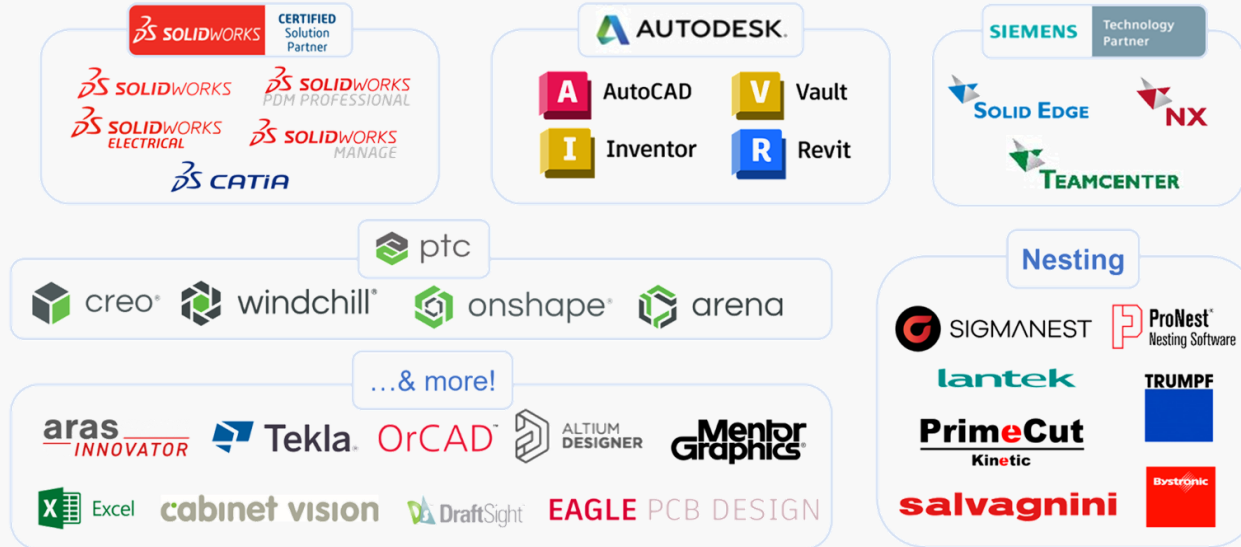 SOLIDWORKS
CERTIFIED
Solution
Partner
SOLIDWORKS
SOLIDWORKS
PDM PROFESSIONAL
SOLIDWORKS
ELECTRICAL
SOLIDWORKS
MANAGE
CATIA
AUTODESK.
A AutoCAD
V Vault
I Inventor
R Revit
SIEMENS
Technology
Partner
SOLID EDGE
NX
TEAMCENTER
ptc
creo®
windchill®
onshape®
arena
Nesting
SIGMANEST
ProNest®
Nesting Software
lantek
TRUMPF
PrimeCut
Kinetic
salvagnini
Bystronic
...& more!
aras
INNOVATOR
Tekla®
OrCAD™
ALTIUM
DESIGNER
Mentor
Graphics®
X Excel
cabinet vision
DraftSight™
EAGLE PCB DESIGN